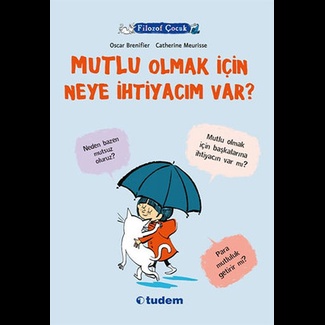 Filozof Çocuk
Oscar Brenifier    Catherine Meurisse
MUTLU OLMAK İÇİN
NEYE İHTİYACIM VAR?
Neden bazen
mutsuz
oluruz?
Mutlu olmak
için başkalarına
ihtiyacın var mı?
Para
mutluluk
getirir mi?
tudem